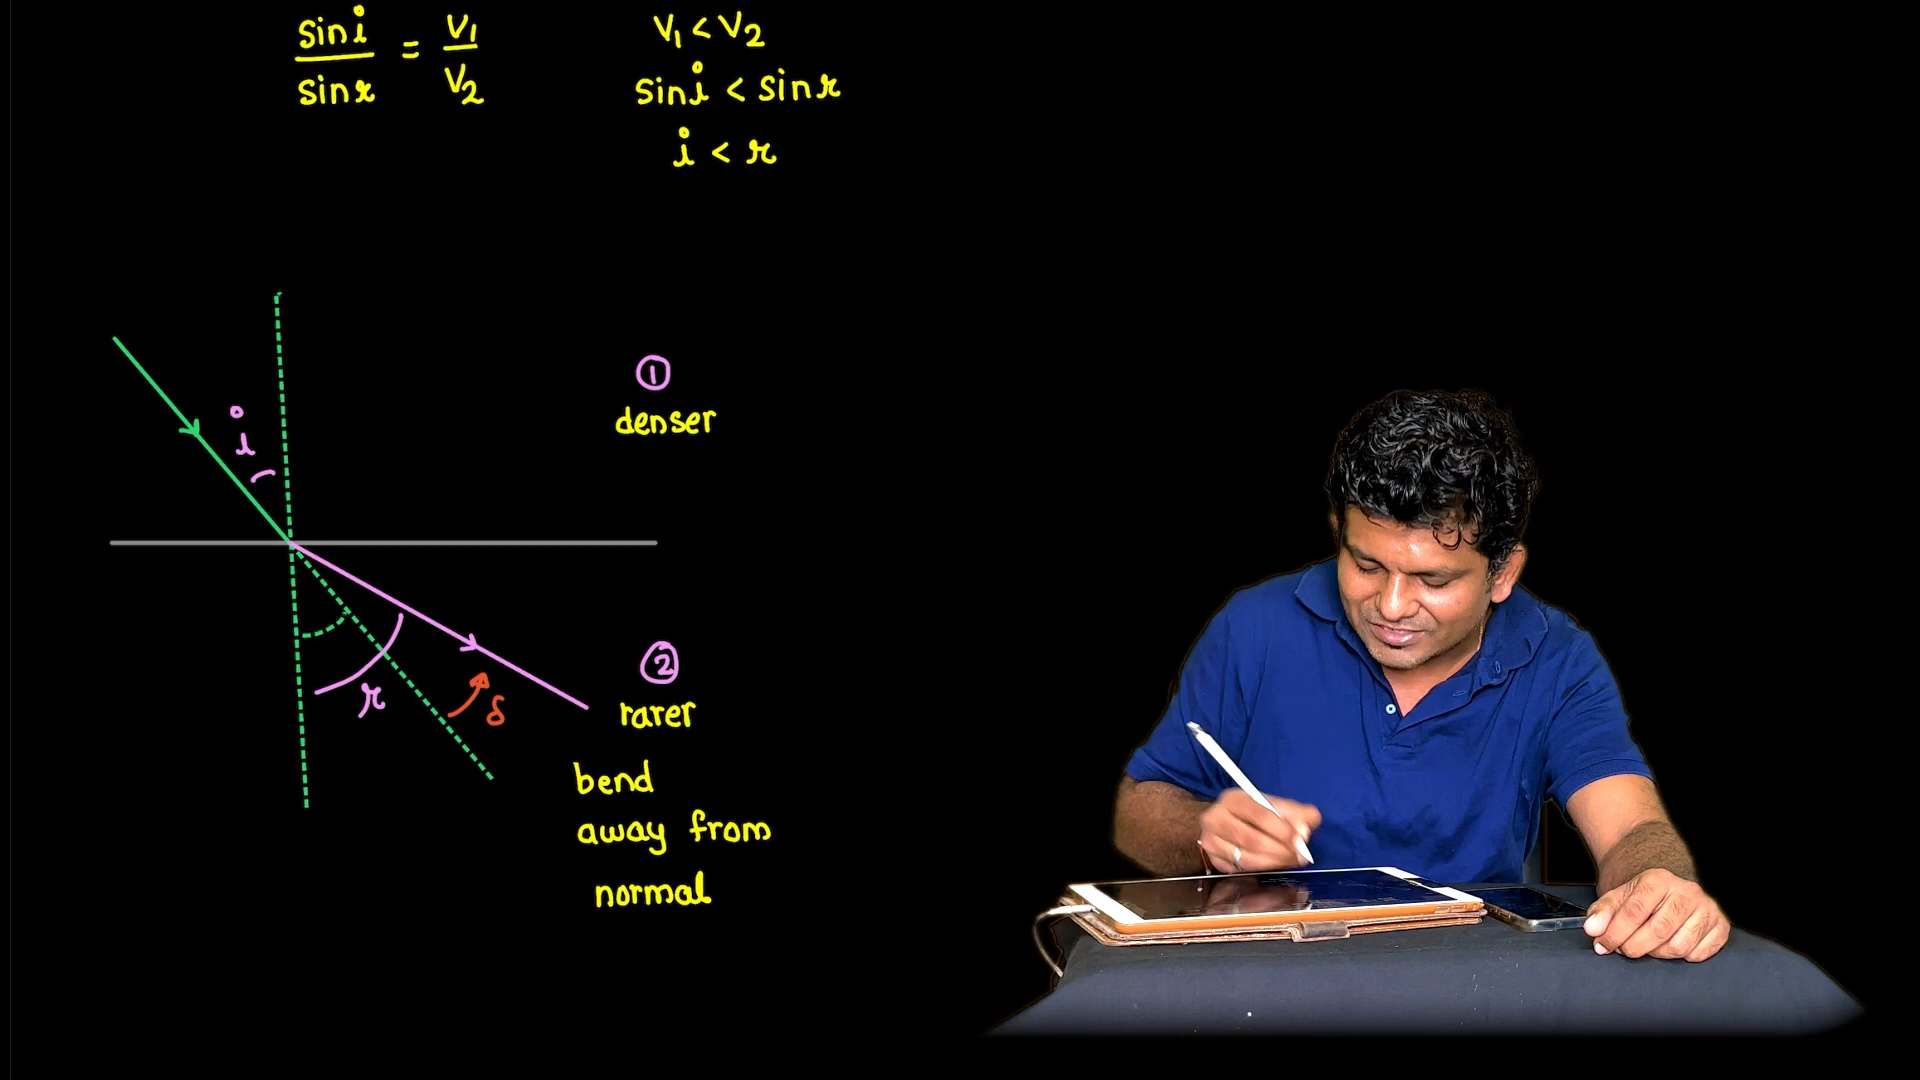 sin i / sin r = V1 / V2
V1 < V2
sin i < sin r
i < r
i
①
denser
②
r
δ
rarer
bend
away from
normal